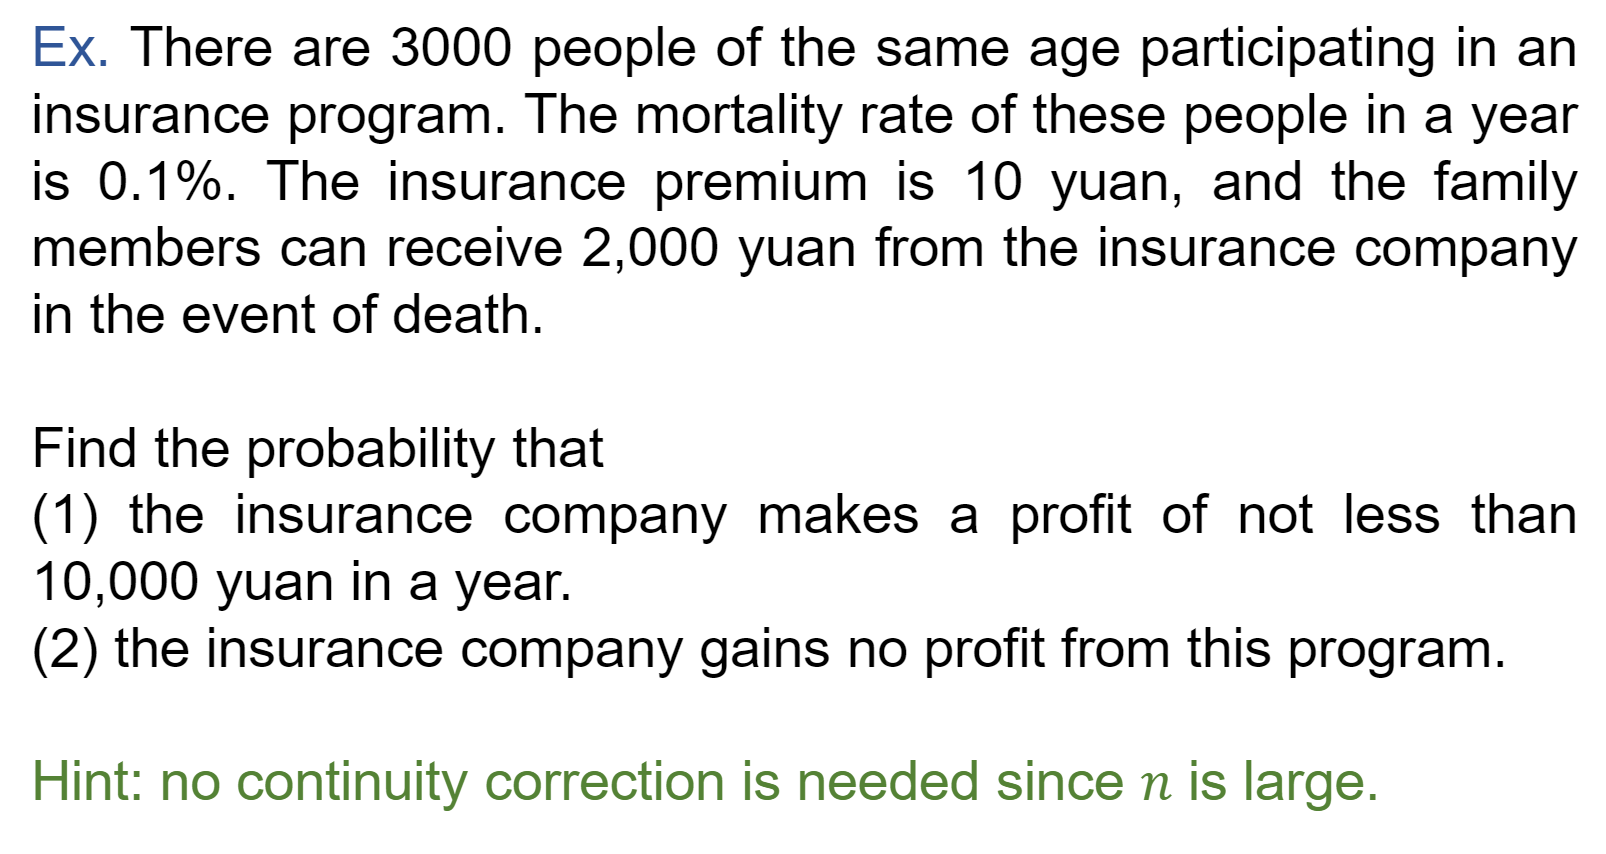 Ex. There are 3000 people of the same age participating in an
insurance program. The mortality rate of these people in a year
is 0.1%. The insurance premium is 10 yuan, and the family
members can receive 2,000 yuan from the insurance company
in the event of death.
Find the probability that
(1) the insurance company makes a profit of not less than
10,000 yuan in a year.
(2) the insurance company gains no profit from this program.
Hint: no continuity correction is needed since n is large.